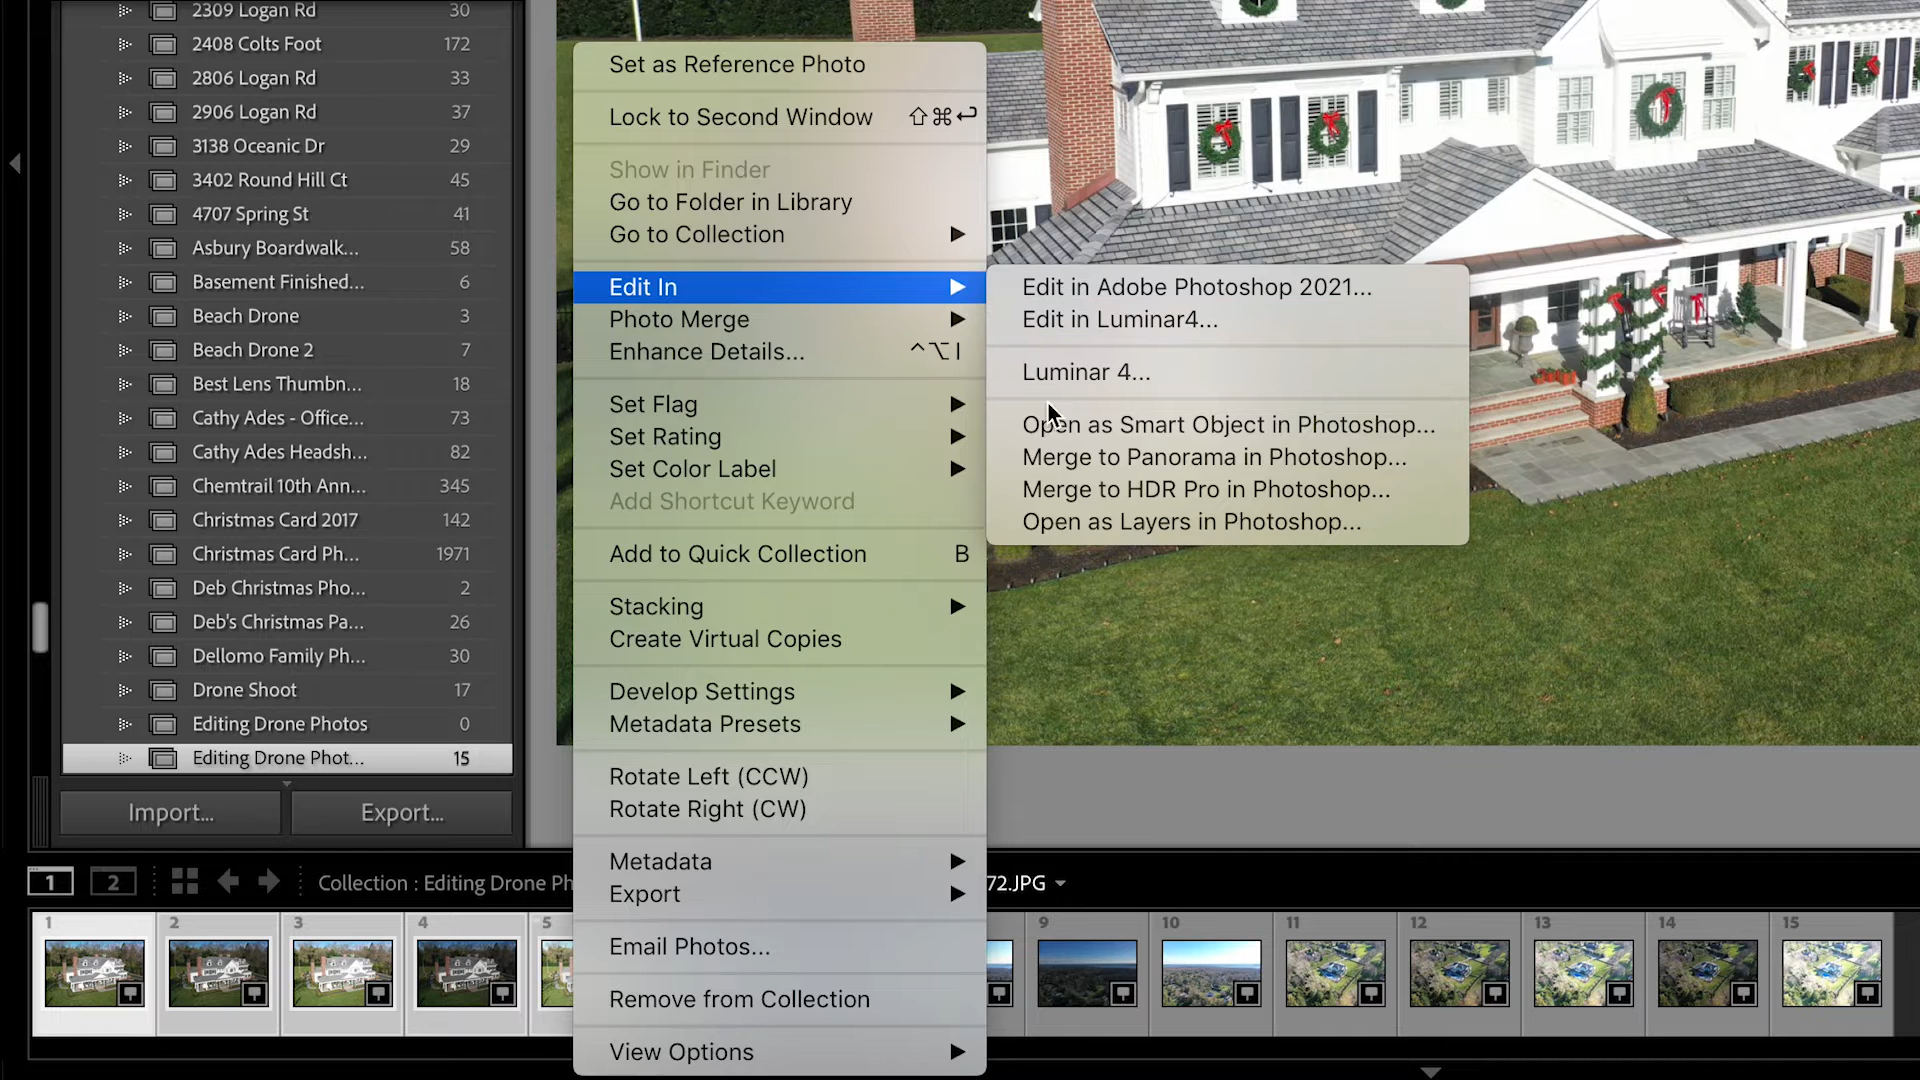 2309 Logan Rd 30
2408 Colts Foot 172
2806 Logan Rd 33
2906 Logan Rd 37
3138 Oceanic Dr 29
3402 Round Hill Ct 45
4707 Spring St 41
Asbury Boardwalk... 58
Basement Finished... 6
Beach Drone 3
Beach Drone 2 7
Best Lens Thumbn... 18
Cathy Ades - Office... 73
Cathy Ades Headsh... 82
Chemtrail 10th Ann... 345
Christmas Card 2017 142
Christmas Card Ph... 1971
Deb Christmas Pho... 2
Deb's Christmas Pa... 26
Dellomo Family Ph... 30
Drone Shoot 17
Editing Drone Photos 0
Editing Drone Phot... 15
Import...
Export...
Set as Reference Photo
Lock to Second Window ⇧⌘↩
Show in Finder
Go to Folder in Library
Go to Collection
Edit In
Photo Merge
Enhance Details... ^⌥I
Set Flag
Set Rating
Set Color Label
Add Shortcut Keyword
Add to Quick Collection B
Stacking
Create Virtual Copies
Develop Settings
Metadata Presets
Rotate Left (CCW)
Rotate Right (CW)
Metadata
Export
Email Photos...
Remove from Collection
View Options
Edit in Adobe Photoshop 2021...
Edit in Luminar4...
Luminar 4...
Open as Smart Object in Photoshop...
Merge to Panorama in Photoshop...
Merge to HDR Pro in Photoshop...
Open as Layers in Photoshop...
1 2 Collection : Editing Drone Ph 72.JPG
1 2 3 4 5 9 10 11 12 13 14 15